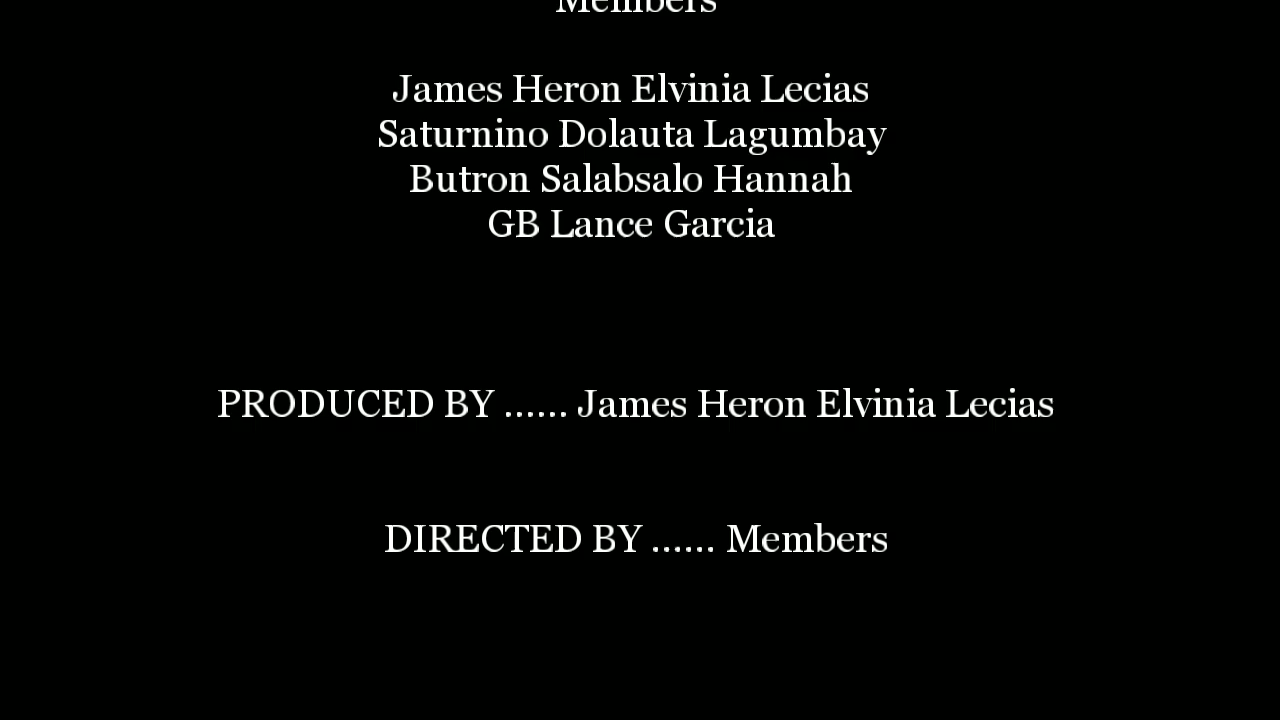 Members
James Heron Elvinia Lecias
Saturnino Dolauta Lagumbay
Butron Salabsalo Hannah
GB Lance Garcia
PRODUCED BY ...... James Heron Elvinia Lecias
DIRECTED BY ...... Members